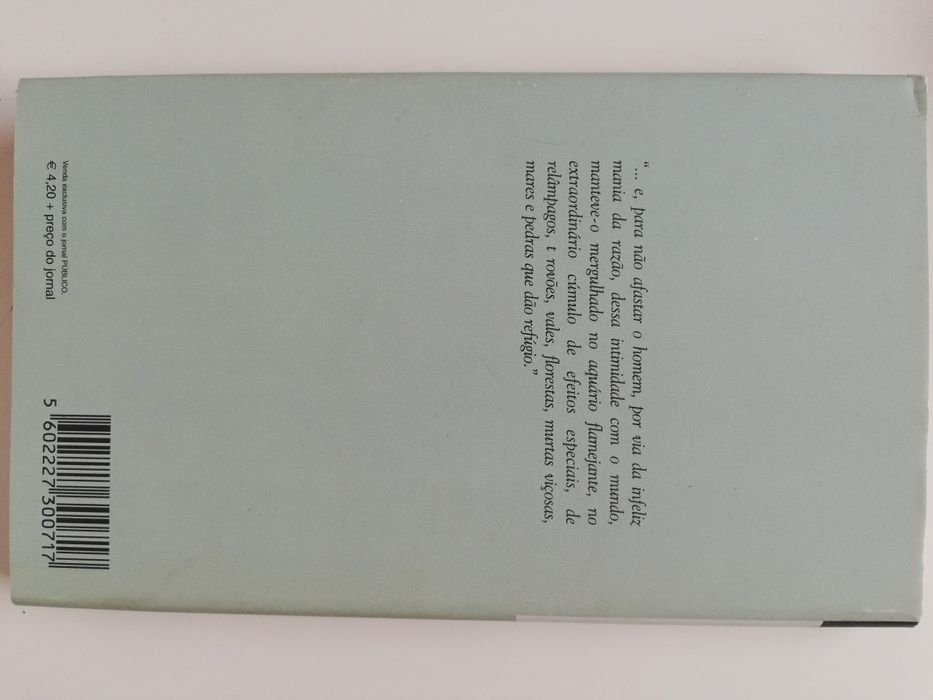 “... e, para não afastar o homem, por via da infeliz
mania da razão, dessa intimidade com o mundo,
manteve-o mergulhado no aquário flamejante, no
extraordinário cúmulo de efeitos especiais, de
relâmpagos, t rovões, vales, florestas, murtas viçosas,
mares e pedras que dão refúgio.”
Venda exclusiva com o jornal PÚBLICO.
€ 4,20 + preço do jornal
5 602227 300717